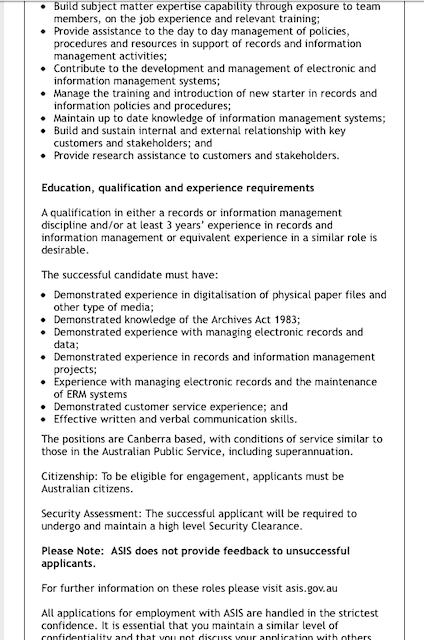 • Build subject matter expertise capability through exposure to team
members, on the job experience and relevant training;
• Provide assistance to the day to day management of policies,
procedures and resources in support of records and information
management activities;
• Contribute to the development and management of electronic and
information management systems;
• Manage the training and introduction of new starter in records and
information policies and procedures;
• Maintain up to date knowledge of information management systems;
• Build and sustain internal and external relationship with key
customers and stakeholders; and
• Provide research assistance to customers and stakeholders.
Education, qualification and experience requirements
A qualification in either a records or information management
discipline and/or at least 3 years’ experience in records and
information management or equivalent experience in a similar role is
desirable.
The successful candidate must have:
• Demonstrated experience in digitalisation of physical paper files and
other type of media;
• Demonstrated knowledge of the Archives Act 1983;
• Demonstrated experience with managing electronic records and
data;
• Demonstrated experience in records and information management
projects;
• Experience with managing electronic records and the maintenance
of ERM systems
• Demonstrated customer service experience; and
• Effective written and verbal communication skills.
The positions are Canberra based, with conditions of service similar to
those in the Australian Public Service, including superannuation.
Citizenship: To be eligible for engagement, applicants must be
Australian citizens.
Security Assessment: The successful applicant will be required to
undergo and maintain a high level Security Clearance.
Please Note: ASIS does not provide feedback to unsuccessful
applicants.
For further information on these roles please visit asis.gov.au
All applications for employment with ASIS are handled in the strictest
confidence. It is essential that you maintain a similar level of
confidentiality and that you not discuss your application with others